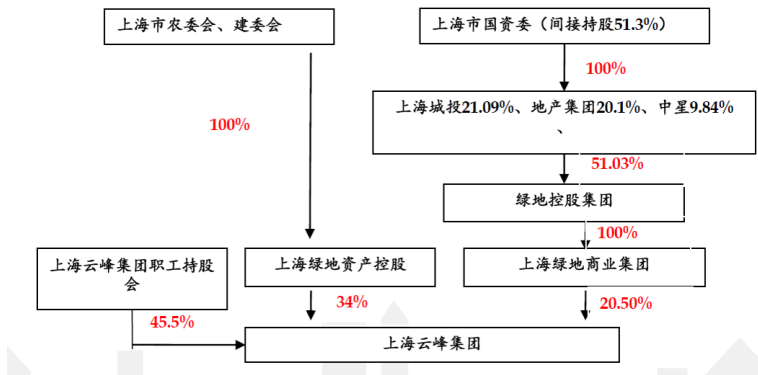 上海市农委会、建委会
上海市国资委（间接持股51.3%）
100%
上海城投21.09%、地产集团20.1%、中星9.84%
、
100%
51.03%
绿地控股集团
100%
上海云峰集团职工持股
会
上海绿地资产控股
上海绿地商业集团
45.5%
34%
20.50%
上海云峰集团